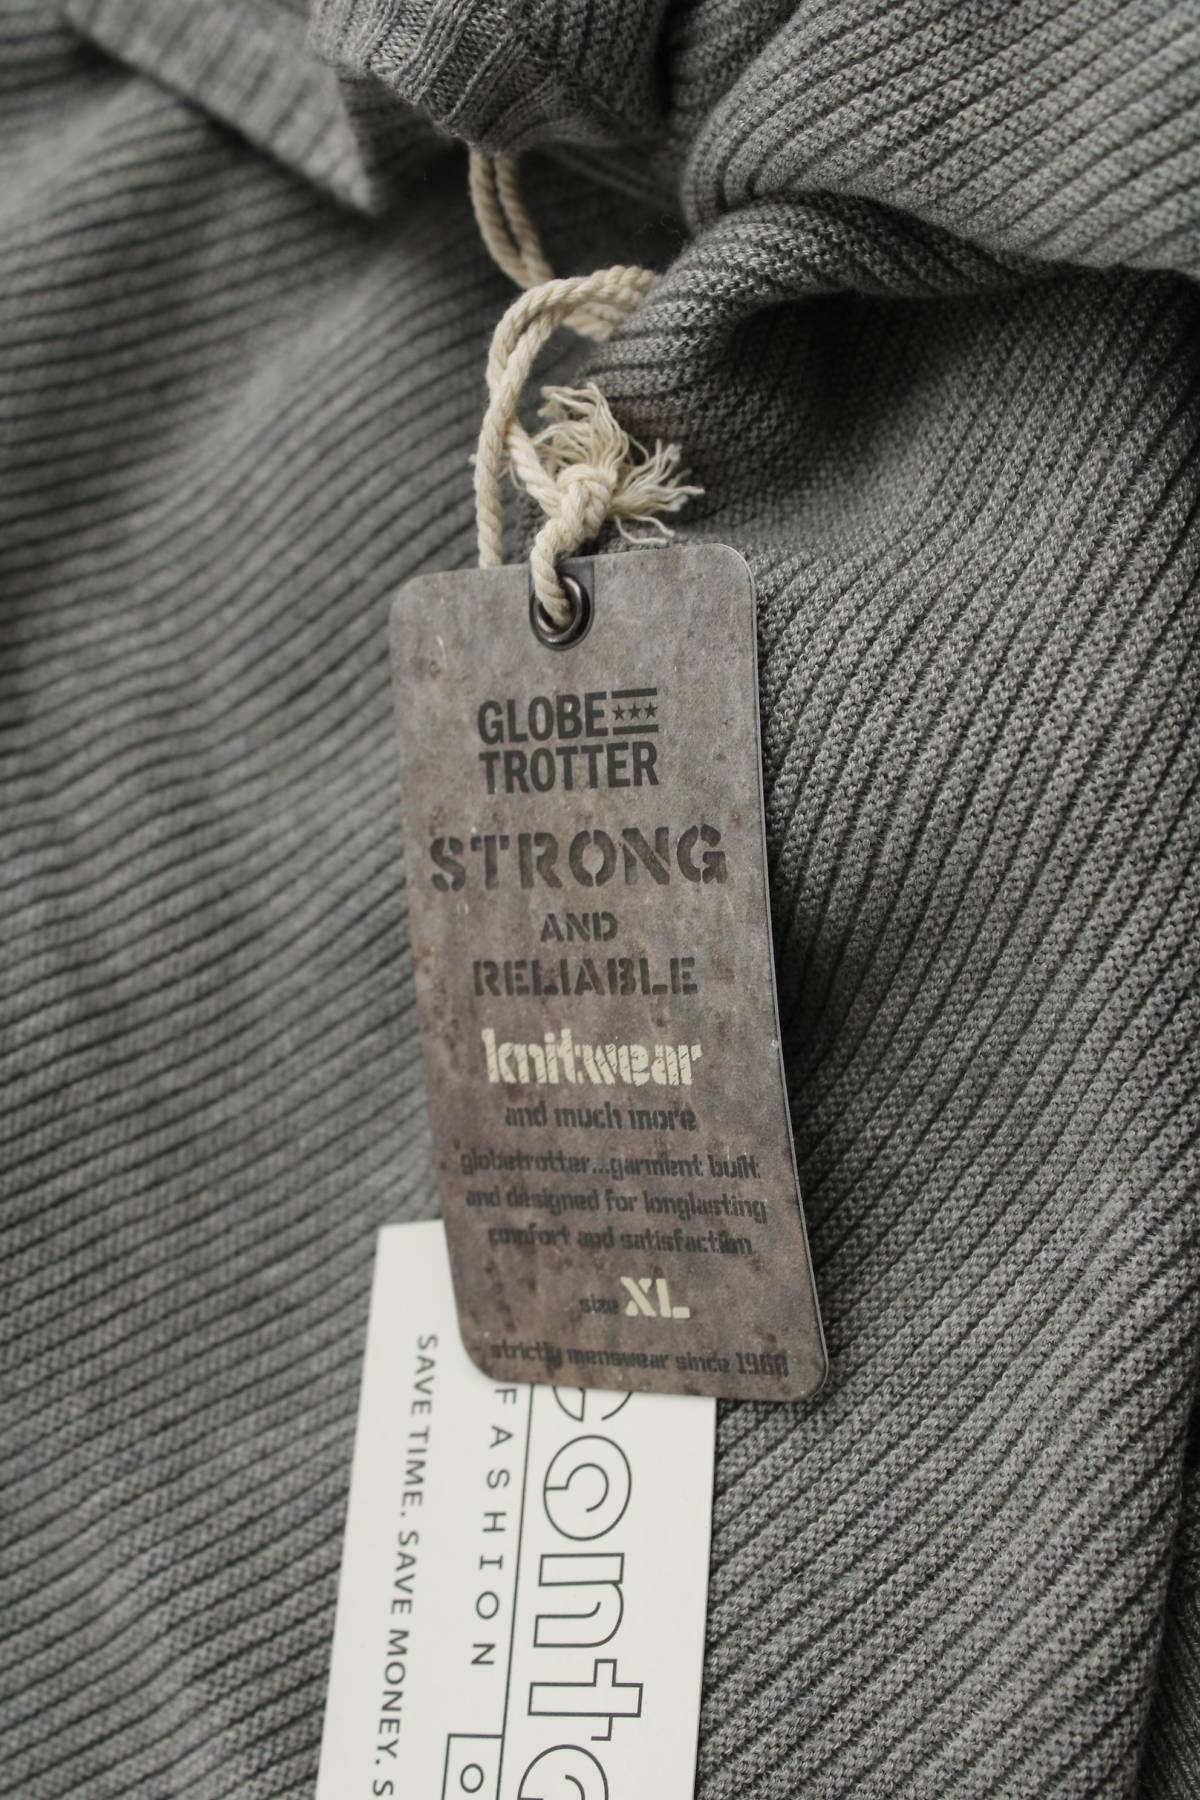 GLOBE
TROTTER
STRONG
AND
RELIABLE
knitwear
and much more
globetrotter...garment built
and designed for longlasting
comfort and satisfaction
size XL
strictly menswear since 1968
conta
FASHION
O
SAVE TIME. SAVE MONEY. S